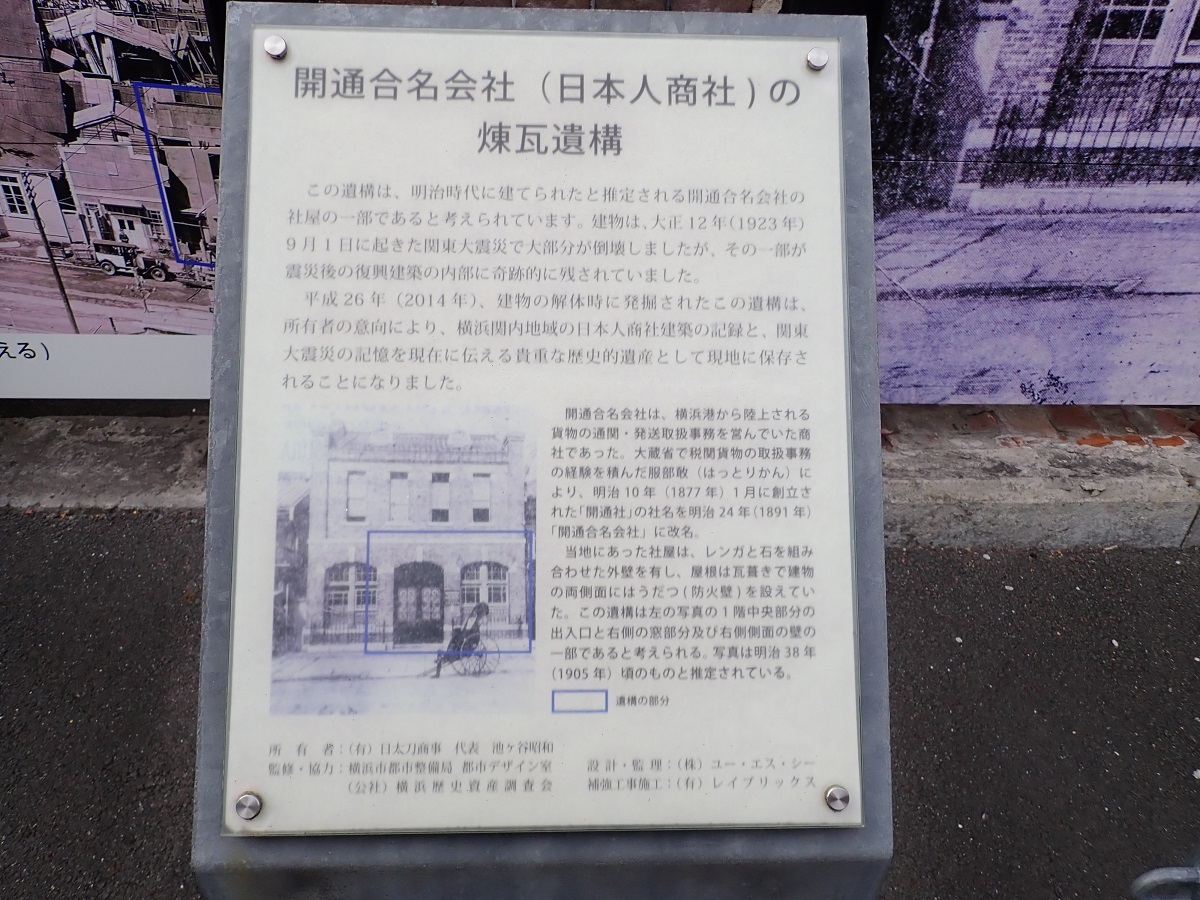 開通合名会社（日本人商社）の
煉瓦遺構
この遺構は、明治時代に建てられたと推定される開通合名会社の
社屋の一部であると考えられています。建物は、大正12年（1923年）
9月1日に起きた関東大震災で大部分が倒壊しましたが、その一部が
震災後の復興建築の内部に奇跡的に残されていました。
平成26年（2014年）、建物の解体時に発掘されたこの遺構は、
所有者の意向により、横浜関内地域の日本人商社建築の記録と、関東
大震災の記憶を現在に伝える貴重な歴史的遺産として現地に保存さ
れることになりました。
開通合名会社は、横浜港から陸上される
貨物の通関・発送取扱事務を営んでいた商
社であった。大蔵省で税関貨物の取扱事務
の経験を積んだ服部敢（はっとりかん）に
より、明治10年（1877年）1月に創立さ
れた「開通社」の社名を明治24年（1891年）
「開通合名会社」に改名。
当地にあった社屋は、レンガと石を組み
合わせた外壁を有し、屋根は瓦葺きで建物
の両側面にはうだつ（防火壁）を設えてい
た。この遺構は左の写真の1階中央部分の
出入口と右側の窓部分及び右側側面の壁の
一部であると考えられる。写真は明治38年
（1905年）頃のものと推定されている。
遺構の部分
所有者：（有）日太刀商事　代表　池ヶ谷昭和
監修・協力：横浜市都市整備局　都市デザイン室
（公社）横浜歴史資産調査会
設計・監理：（株）ユー・エス・シー
補強工事施工：（有）レイブリックス
える）